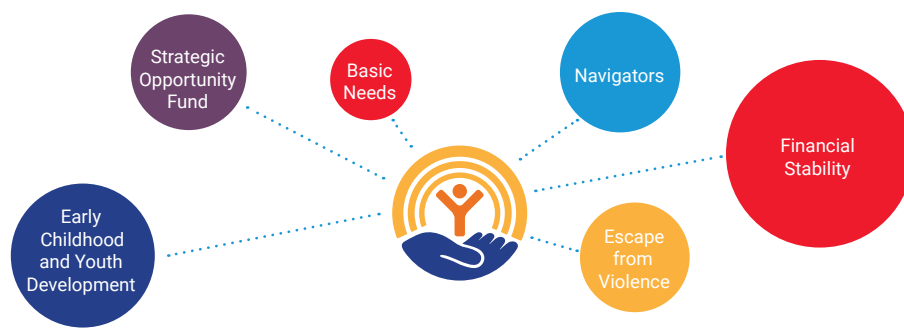 Strategic
Opportunity
Fund
Basic
Needs
Navigators
Financial
Stability
Early
Childhood
and Youth
Development
Escape
from
Violence